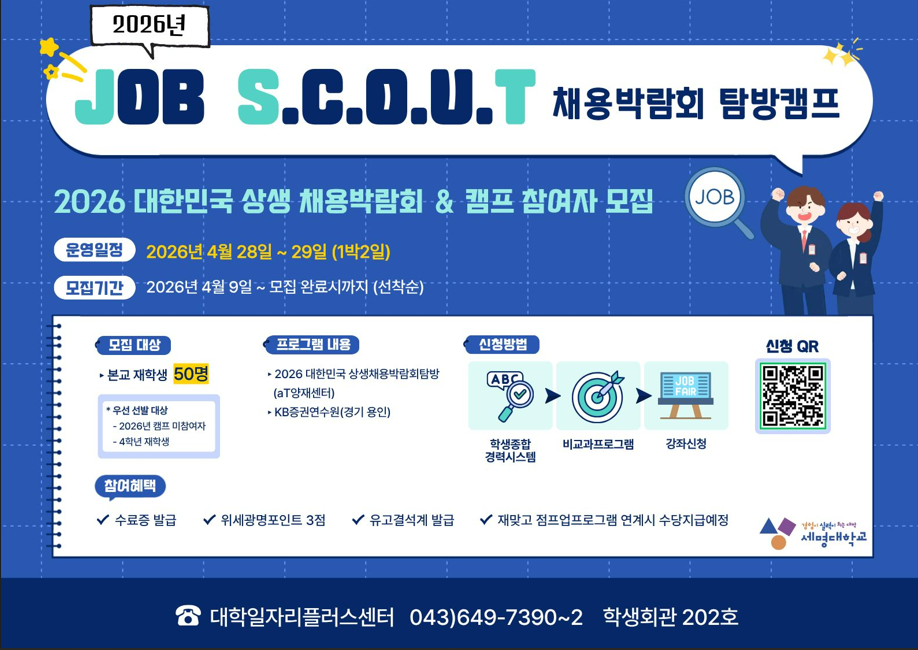 2026년
JOB S.C.O.U.T 채용박람회 탐방캠프
2026 대한민국 상생 채용박람회 & 캠프 참여자 모집
JOB
운영일정 2026년 4월 28일 ~ 29일 (1박2일)
모집기간 2026년 4월 9일 ~ 모집 완료시까지 (선착순)
모집 대상
‣ 본교 재학생 50명
* 우선 선발 대상
- 2026년 캠프 미참여자
- 4학년 재학생
프로그램 내용
‣ 2026 대한민국 상생채용박람회탐방
(aT양재센터)
‣ KB증권연수원(경기 용인)
신청방법
ABC
JOB
FAIR
학생종합
경력시스템
비교과프로그램
강좌신청
신청 QR
참여혜택
✓ 수료증 발급 ✓ 위세광명포인트 3점 ✓ 유고결석계 발급 ✓ 재맞고 점프업프로그램 연계시 수당지급예정
세명대학교
☎ 대학일자리플러스센터 043)649-7390~2 학생회관 202호